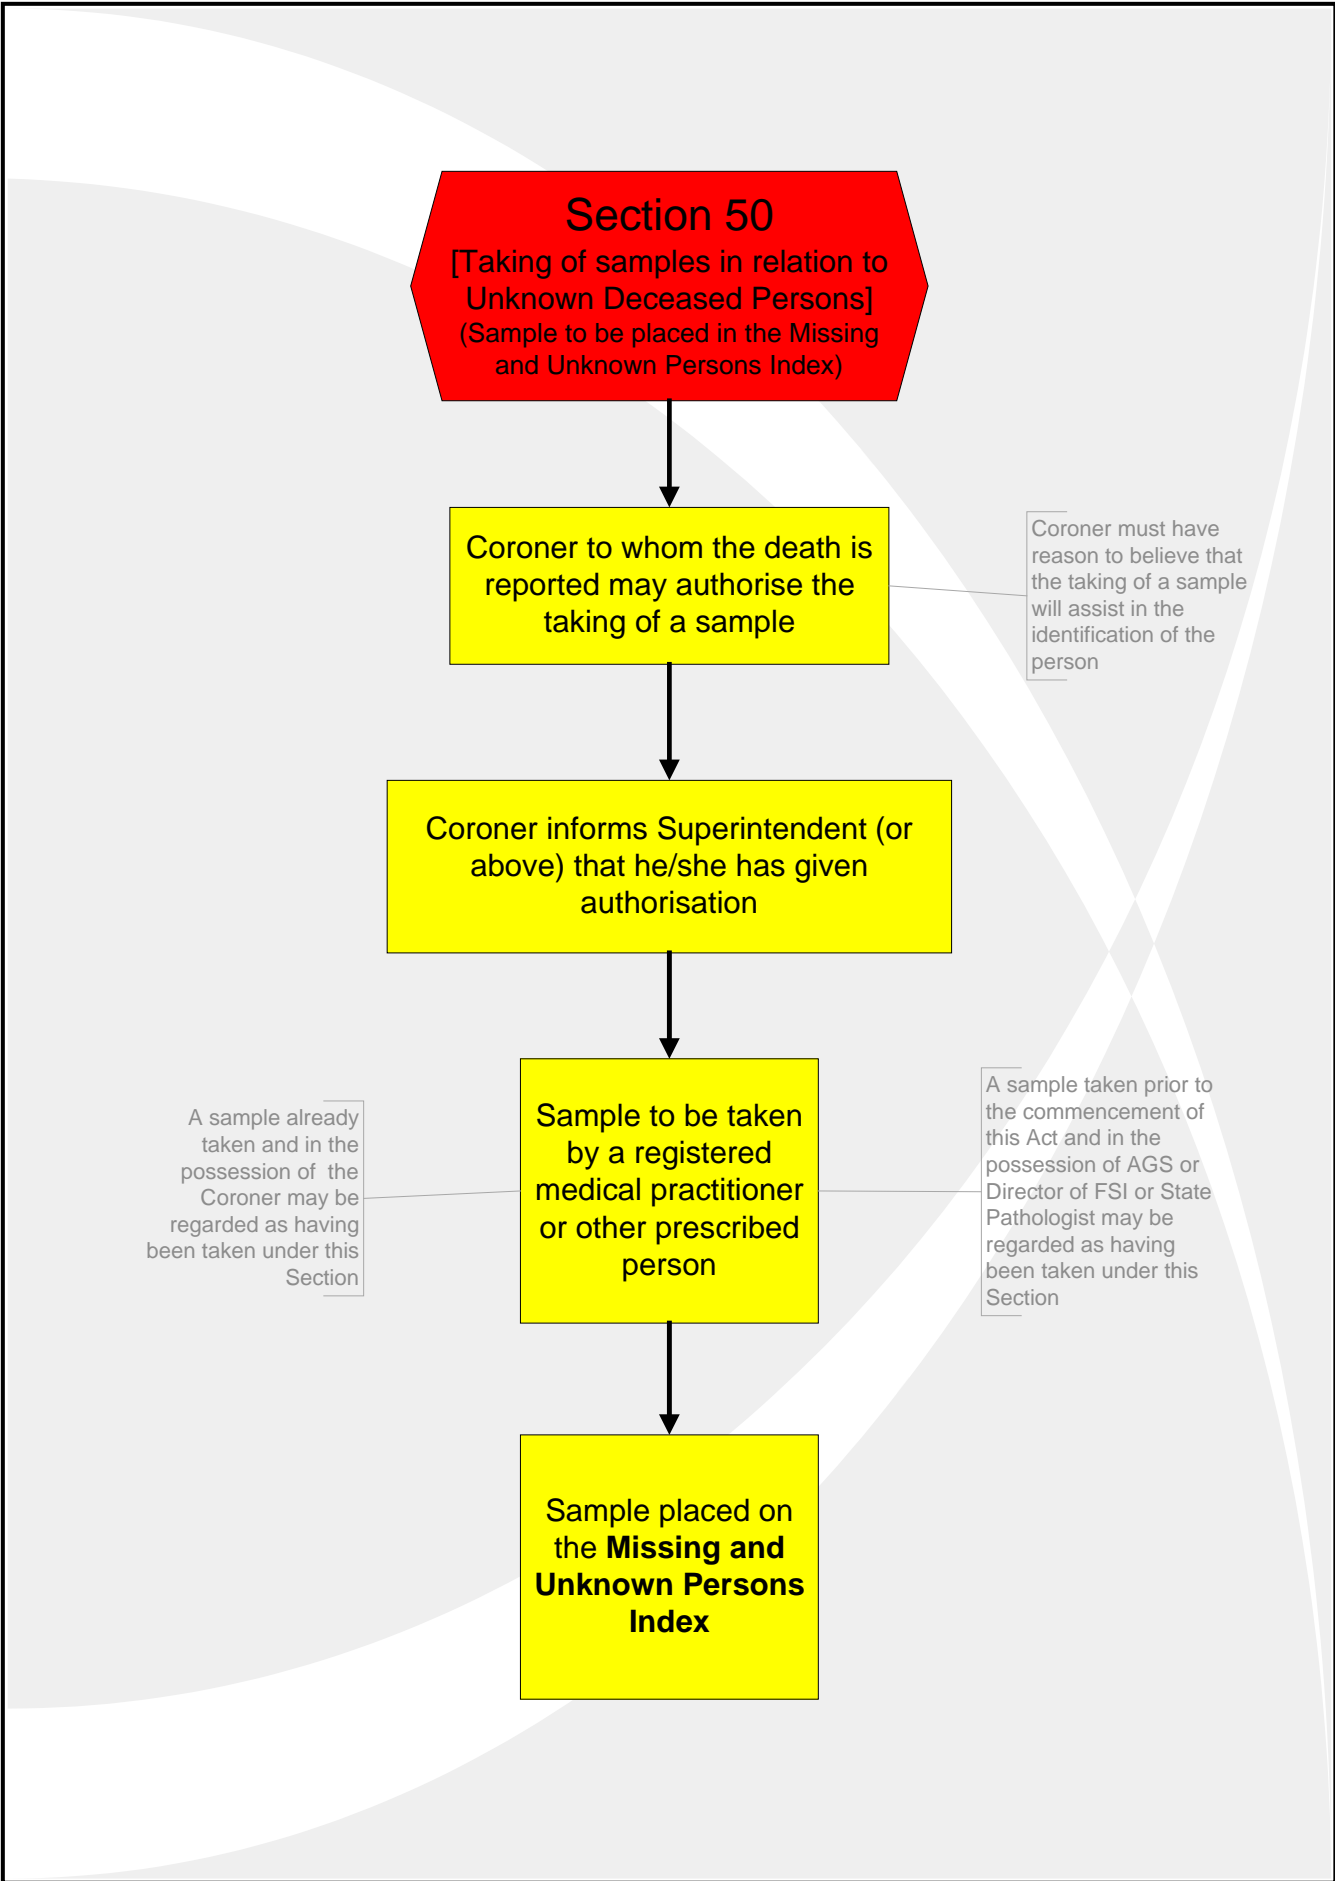 Section 50
[Taking of samples in relation to
Unknown Deceased Persons]
(Sample to be placed in the Missing
and Unknown Persons Index)
Coroner to whom the death is
reported may authorise the
taking of a sample
Coroner must have
reason to believe that
the taking of a sample
will assist in the
identification of the
person
Coroner informs Superintendent (or
above) that he/she has given
authorisation
A sample already
taken and in the
possession of the
Coroner may be
regarded as having
been taken under this
Section
Sample to be taken
by a registered
medical practitioner
or other prescribed
person
A sample taken prior to
the commencement of
this Act and in the
possession of AGS or
Director of FSI or State
Pathologist may be
regarded as having
been taken under this
Section
Sample placed on
the Missing and
Unknown Persons
Index